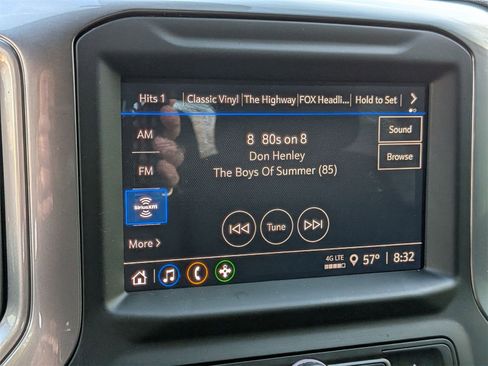 Hits 1 Classic Vinyl The Highway FOX Headli... Hold to Set
AM
8 80s on 8
Sound
Don Henley
FM
Browse
The Boys Of Summer (85)
SiriusXM
Tune
More
4G LTE 57° 8:32